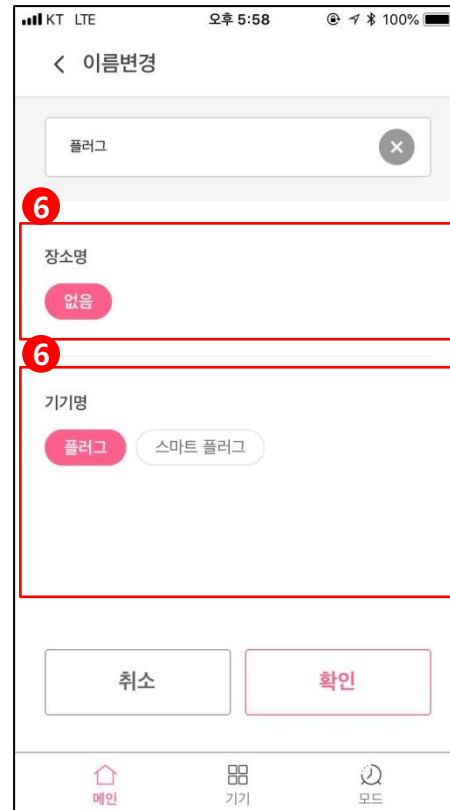 KT LTE 오후 5:58 100%
이름변경
플러그
6
장소명
없음
6
기기명
플러그 스마트 플러그
취소 확인
메인 기기 모드